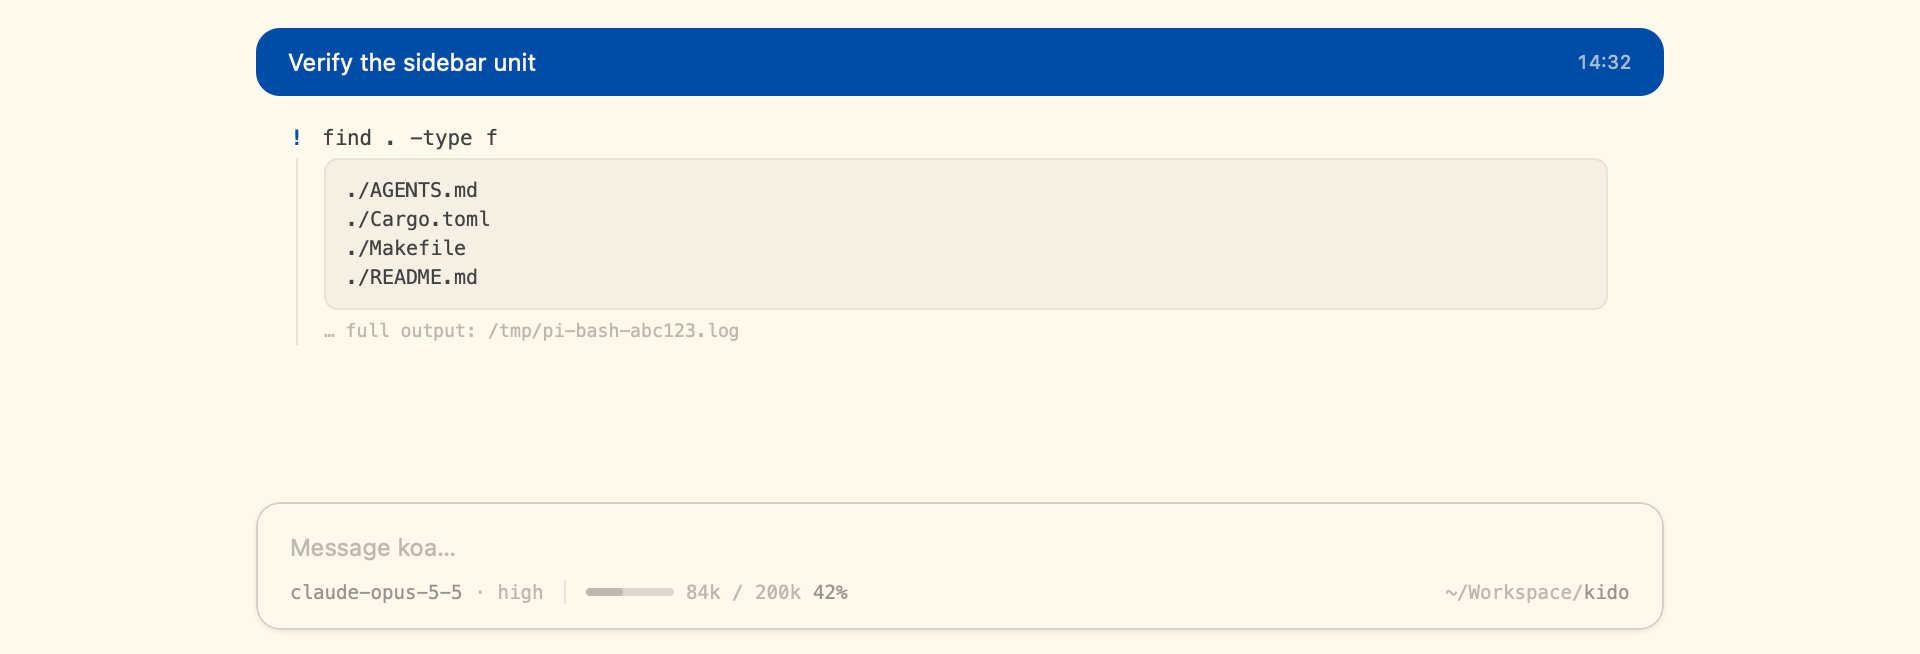 Verify the sidebar unit 14:32
! find . -type f
./AGENTS.md
./Cargo.toml
./Makefile
./README.md
… full output: /tmp/pi-bash-abc123.log
Message koa...
claude-opus-5-5 · high 84k / 200k 42% ~/Workspace/kido